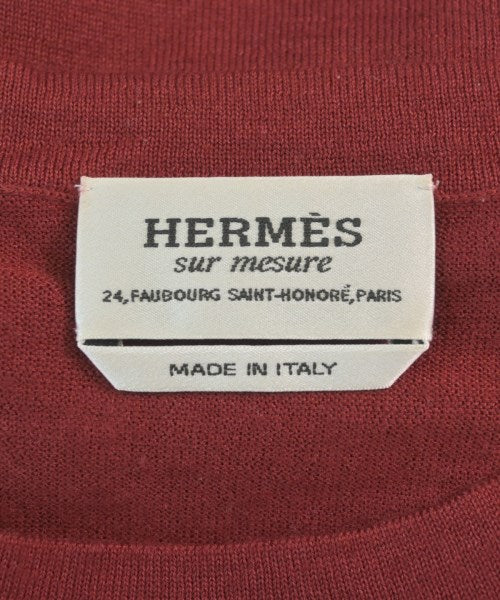 HERMÈS
sur mesure
24, FAUBOURG SAINT-HONORÉ, PARIS
MADE IN ITALY